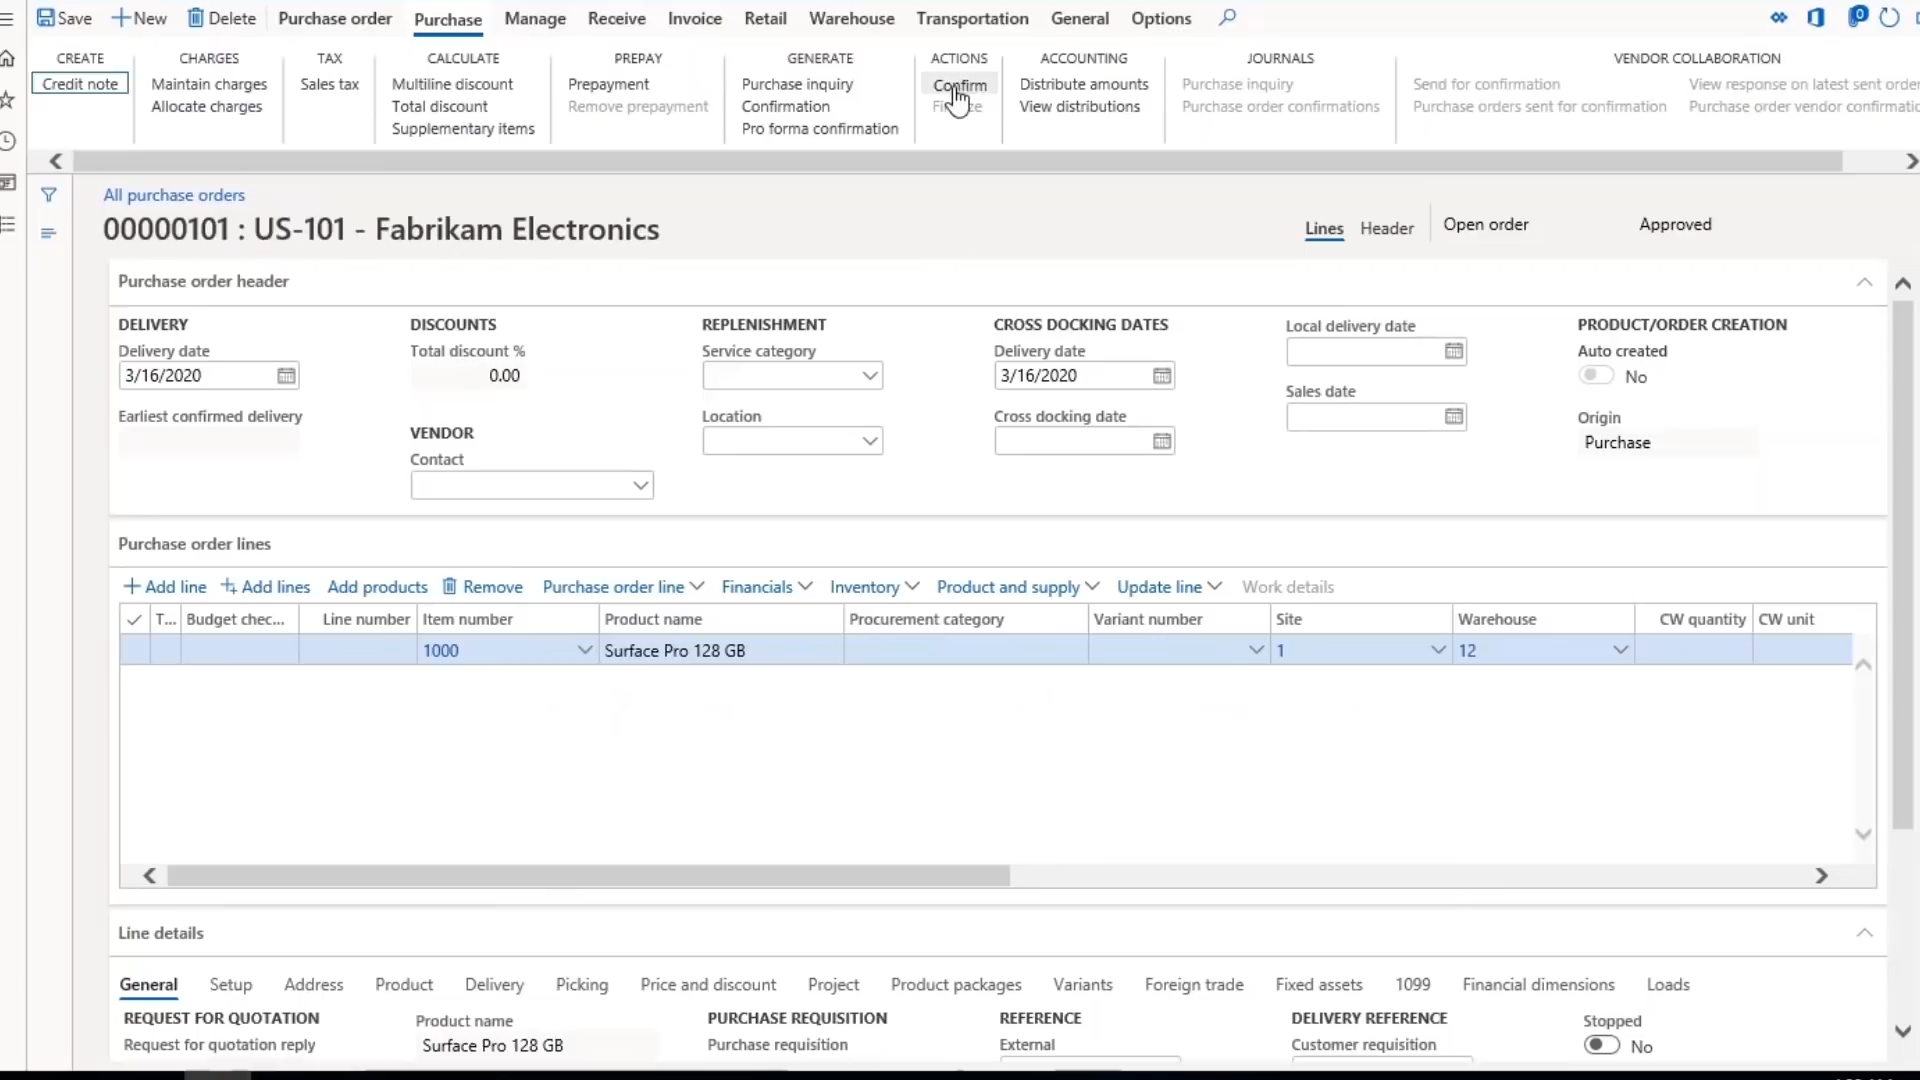 Save New Delete Purchase order Purchase Manage Receive Invoice Retail Warehouse Transportation General Options
0
CREATE CHARGES TAX CALCULATE PREPAY GENERATE ACTIONS ACCOUNTING JOURNALS VENDOR COLLABORATION
Credit note Maintain charges Sales tax Multiline discount Prepayment Purchase inquiry Confirm Distribute amounts Purchase inquiry Send for confirmation View response on latest sent order
Allocate charges Total discount Remove prepayment Confirmation View distributions Purchase order confirmations Purchase orders sent for confirmation Purchase order vendor confirmatio
Supplementary items Pro forma confirmation
All purchase orders
00000101 : US-101 - Fabrikam Electronics Lines Header Open order Approved
Purchase order header
DELIVERY DISCOUNTS REPLENISHMENT CROSS DOCKING DATES Local delivery date PRODUCT/ORDER CREATION
Delivery date Total discount % Service category Delivery date Auto created
3/16/2020 0.00 3/16/2020 No
Sales date
Earliest confirmed delivery Location Cross docking date Origin
VENDOR Purchase
Contact
Purchase order lines
Add line Add lines Add products Remove Purchase order line Financials Inventory Product and supply Update line Work details
T... Budget chec... Line number Item number Product name Procurement category Variant number Site Warehouse CW quantity CW unit
1000 Surface Pro 128 GB 1 12
Line details
General Setup Address Product Delivery Picking Price and discount Project Product packages Variants Foreign trade Fixed assets 1099 Financial dimensions Loads
REQUEST FOR QUOTATION Product name PURCHASE REQUISITION REFERENCE DELIVERY REFERENCE Stopped
Request for quotation reply Surface Pro 128 GB Purchase requisition External Customer requisition No